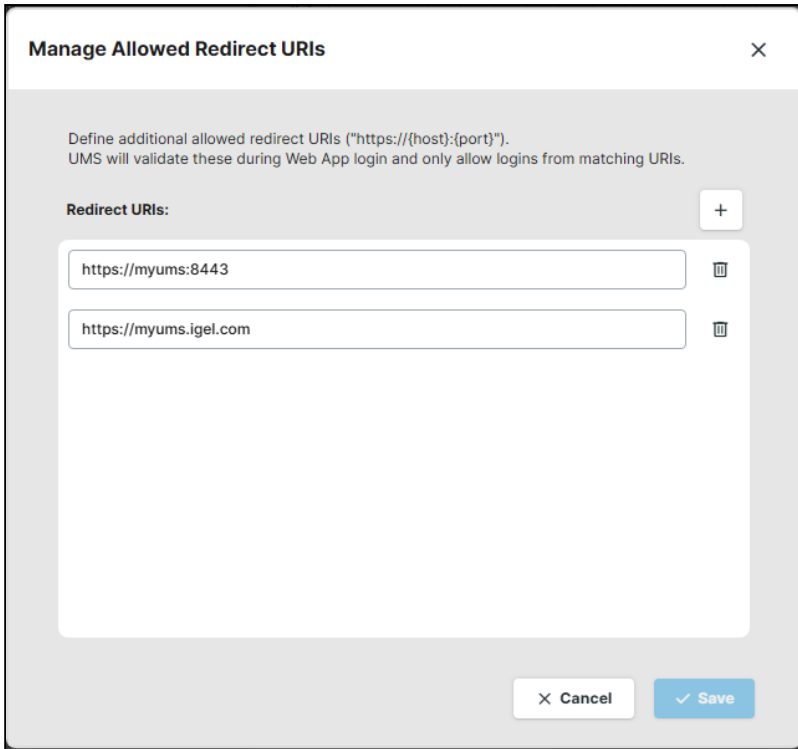 Manage Allowed Redirect URIs
Define additional allowed redirect URIs ("https://{host}:{port}").
UMS will validate these during Web App login and only allow logins from matching URIs.
Redirect URIs:
https://myums:8443
https://myums.igel.com
Cancel
Save